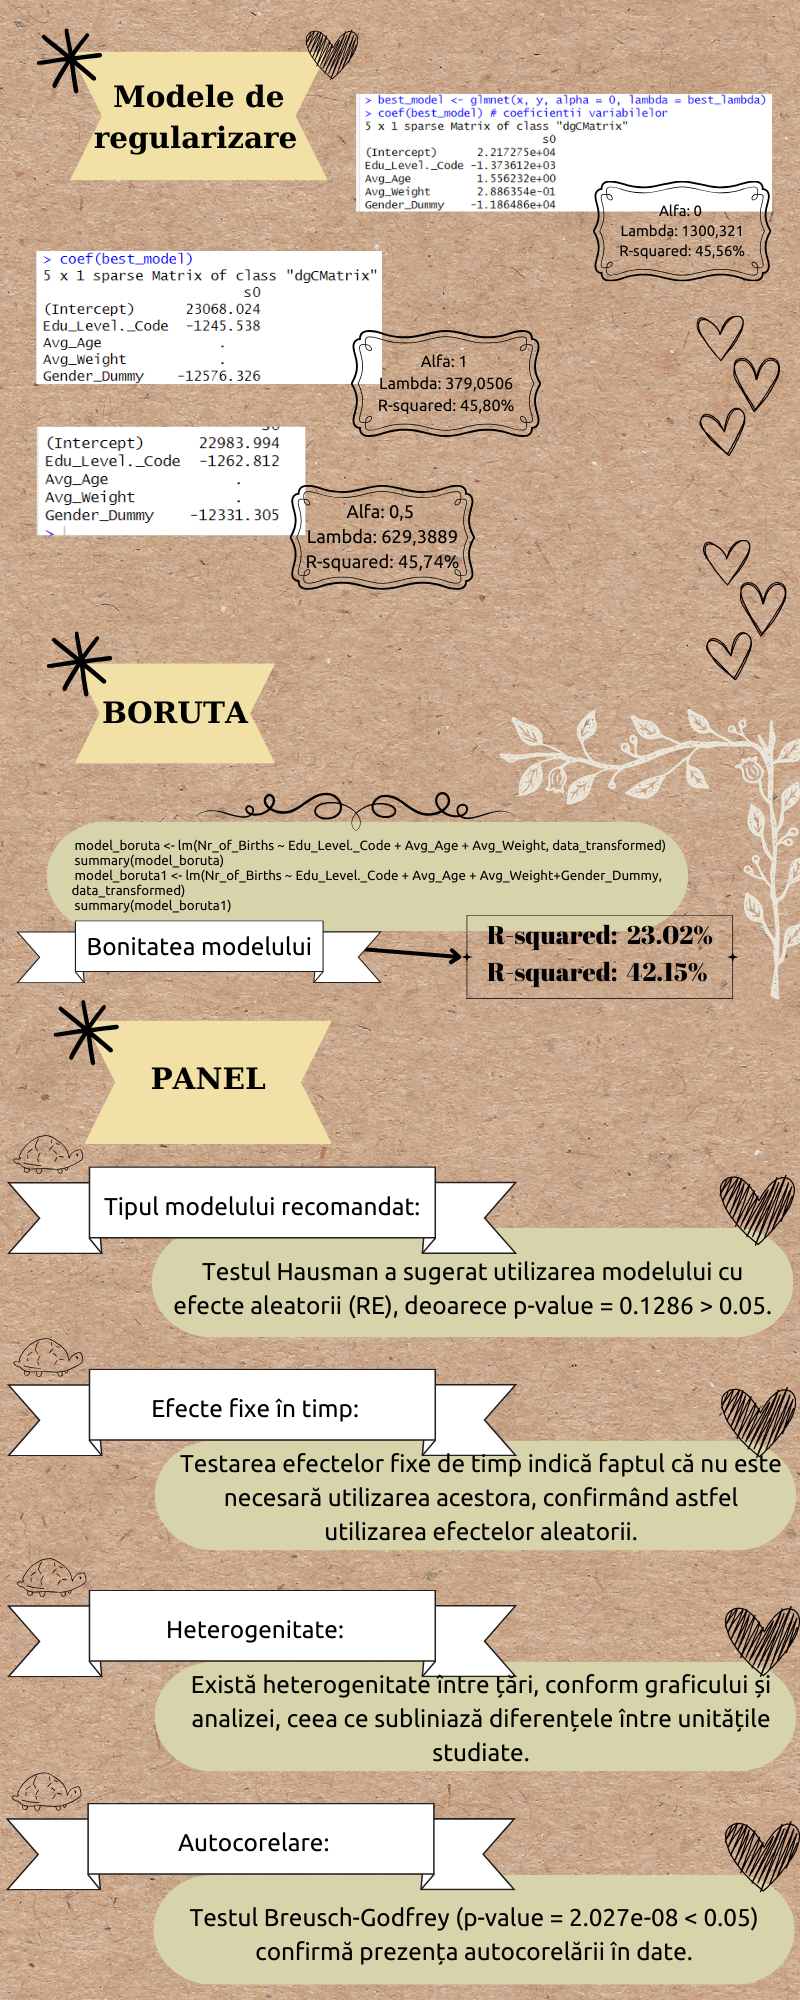 Modele de
regularizare
> best_model <- glmnet(x, y, alpha = 0, lambda = best_lambda)
> coef(best_model) # coeficientii variabilelor
5 x 1 sparse Matrix of class "dgCMatrix"
s0
(Intercept) 2.217275e+04
Edu_Level._Code -1.373612e+03
Avg_Age 1.556232e+00
Avg_Weight 2.886354e-01
Gender_Dummy -1.186486e+04
Alfa: 0
Lambda: 1300,321
R-squared: 45,56%
> coef(best_model)
5 x 1 sparse Matrix of class "dgCMatrix"
s0
(Intercept) 23068.024
Edu_Level._Code -1245.538
Avg_Age .
Avg_Weight .
Gender_Dummy -12576.326
Alfa: 1
Lambda: 379,0506
R-squared: 45,80%
s0
(Intercept) 22983.994
Edu_Level._Code -1262.812
Avg_Age .
Avg_Weight .
Gender_Dummy -12331.305
>
Alfa: 0,5
Lambda: 629,3889
R-squared: 45,74%
BORUTA
model_boruta <- lm(Nr_of_Births ~ Edu_Level._Code + Avg_Age + Avg_Weight, data_transformed)
summary(model_boruta)
model_boruta1 <- lm(Nr_of_Births ~ Edu_Level._Code + Avg_Age + Avg_Weight+Gender_Dummy,
data_transformed)
summary(model_boruta1)
Bonitatea modelului
R-squared: 23.02%
R-squared: 42.15%
PANEL
Tipul modelului recomandat:
Testul Hausman a sugerat utilizarea modelului cu
efecte aleatorii (RE), deoarece p-value = 0.1286 > 0.05.
Efecte fixe în timp:
Testarea efectelor fixe de timp indică faptul că nu este
necesară utilizarea acestora, confirmând astfel
utilizarea efectelor aleatorii.
Heterogenitate:
Există heterogenitate între țări, conform graficului și
analizei, ceea ce subliniază diferențele între unitățile
studiate.
Autocorelare:
Testul Breusch-Godfrey (p-value = 2.027e-08 < 0.05)
confirmă prezența autocorelării în date.